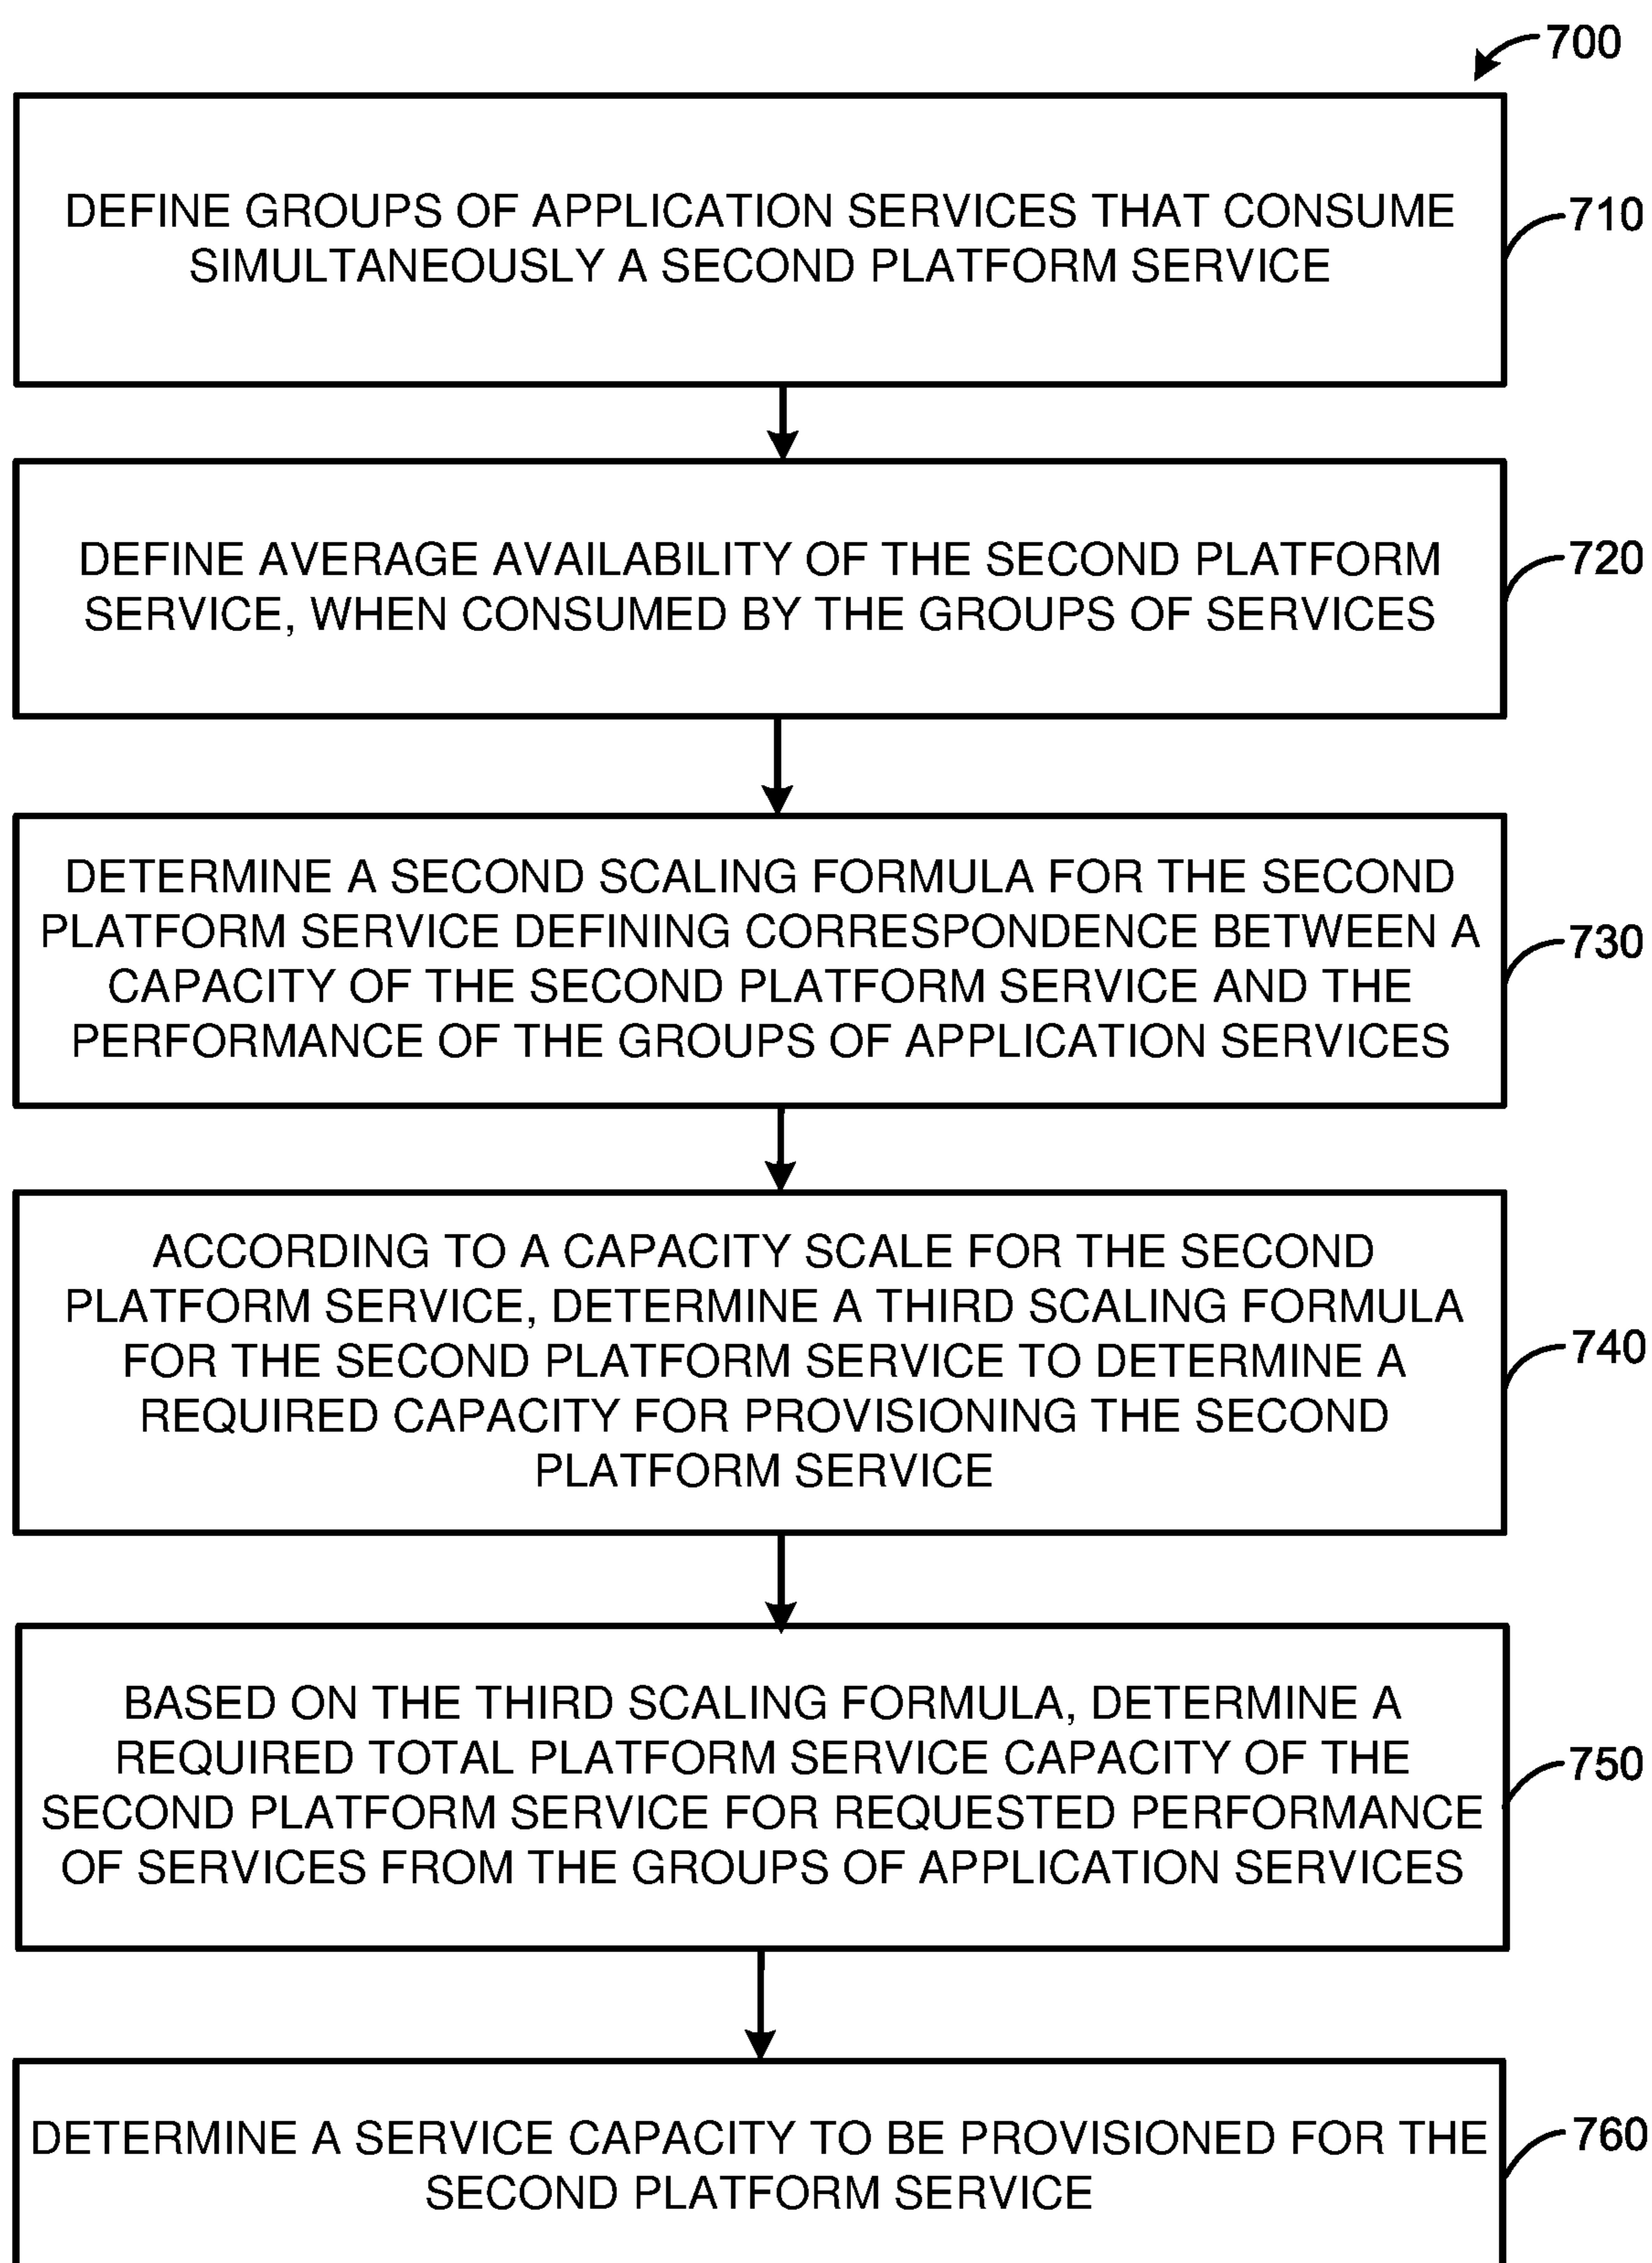 700
DEFINE GROUPS OF APPLICATION SERVICES THAT CONSUME
SIMULTANEOUSLY A SECOND PLATFORM SERVICE
710
DEFINE AVERAGE AVAILABILITY OF THE SECOND PLATFORM
SERVICE, WHEN CONSUMED BY THE GROUPS OF SERVICES
720
DETERMINE A SECOND SCALING FORMULA FOR THE SECOND
PLATFORM SERVICE DEFINING CORRESPONDENCE BETWEEN A
CAPACITY OF THE SECOND PLATFORM SERVICE AND THE
PERFORMANCE OF THE GROUPS OF APPLICATION SERVICES
730
ACCORDING TO A CAPACITY SCALE FOR THE SECOND
PLATFORM SERVICE, DETERMINE A THIRD SCALING FORMULA
FOR THE SECOND PLATFORM SERVICE TO DETERMINE A
REQUIRED CAPACITY FOR PROVISIONING THE SECOND
PLATFORM SERVICE
740
BASED ON THE THIRD SCALING FORMULA, DETERMINE A
REQUIRED TOTAL PLATFORM SERVICE CAPACITY OF THE
SECOND PLATFORM SERVICE FOR REQUESTED PERFORMANCE
OF SERVICES FROM THE GROUPS OF APPLICATION SERVICES
750
DETERMINE A SERVICE CAPACITY TO BE PROVISIONED FOR THE
SECOND PLATFORM SERVICE
760